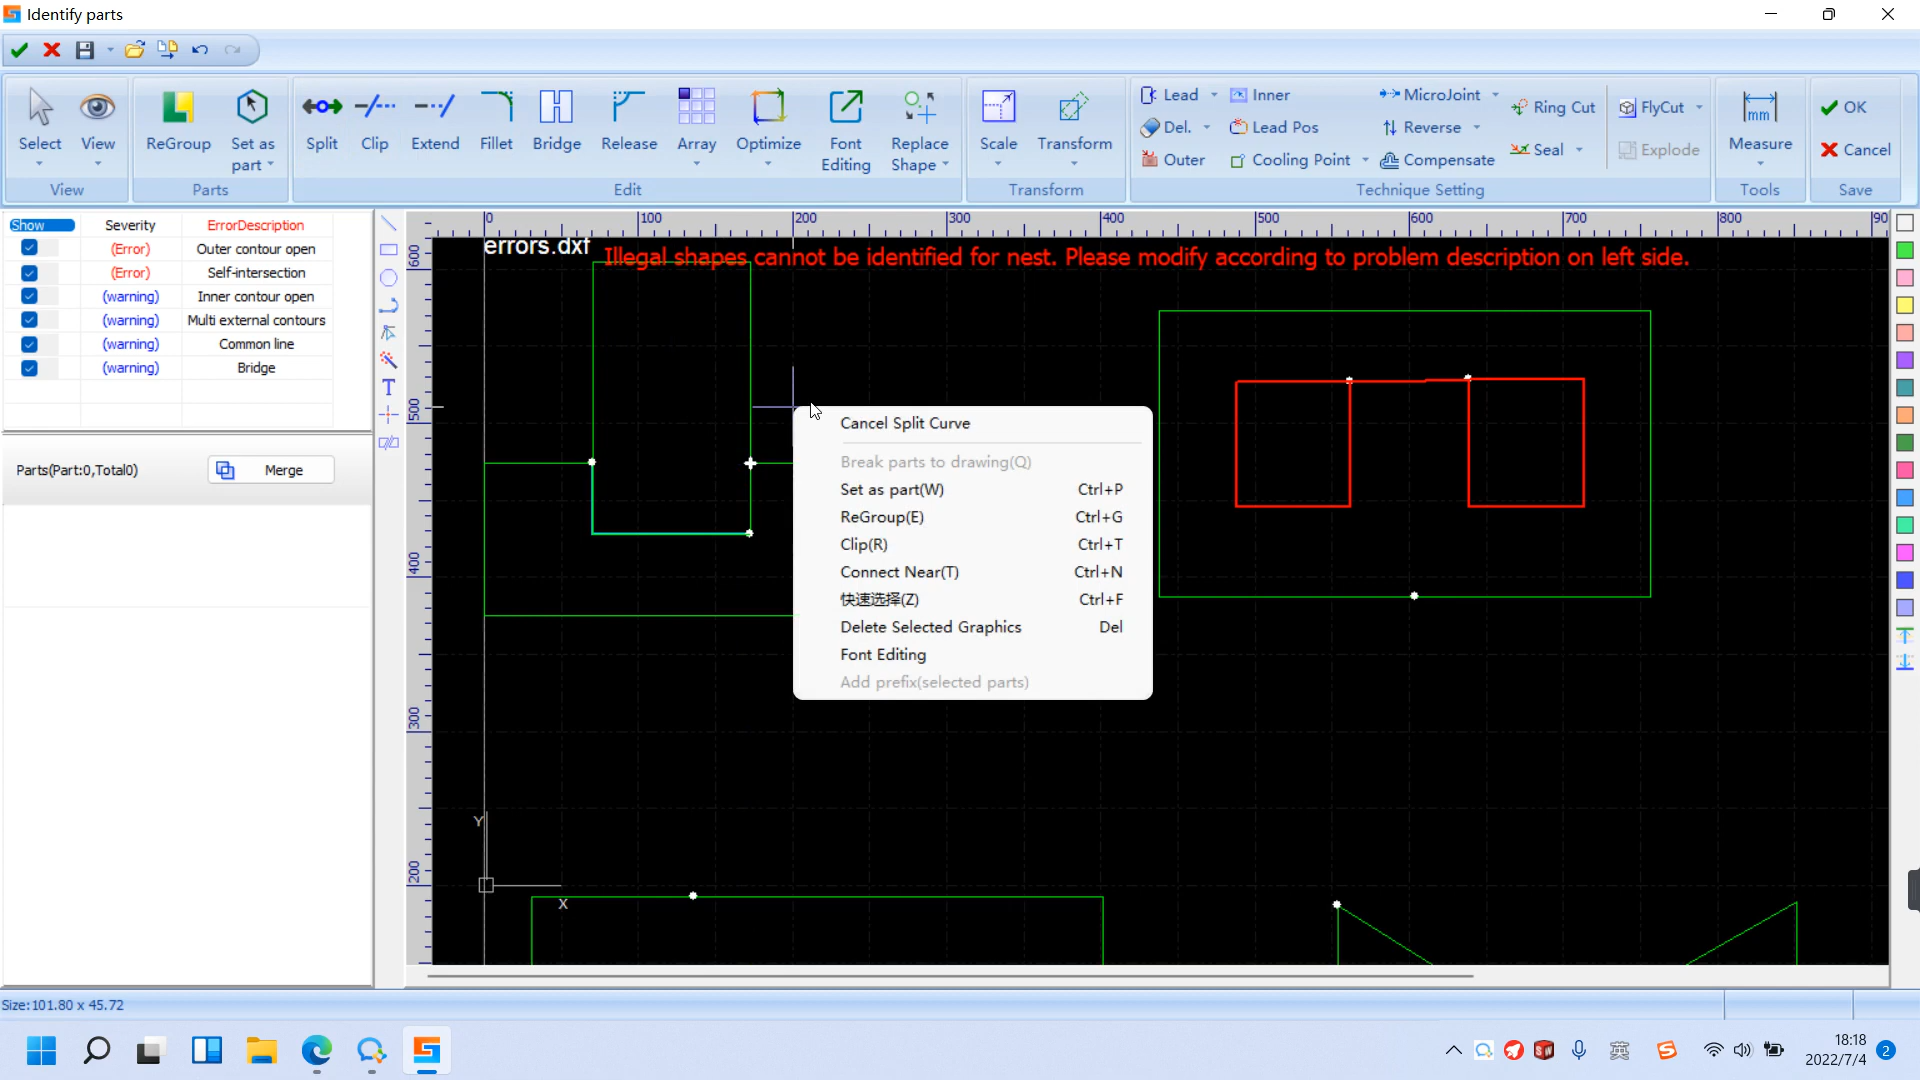 Identify parts
Select
View
ReGroup
Set as
part
Split
Clip
Extend
Fillet
Bridge
Release
Array
Optimize
Font
Editing
Replace
Shape
Scale
Transform
Lead
Del.
Outer
Inner
Lead Pos
Cooling Point
MicroJoint
Reverse
Compensate
Ring Cut
Seal
FlyCut
Explode
mm
Measure
OK
Cancel
View
Parts
Edit
Transform
Technique Setting
Tools
Save
Show Severity ErrorDescription
(Error) Outer contour open
(Error) Self-intersection
(warning) Inner contour open
(warning) Multi external contours
(warning) Common line
(warning) Bridge
Parts(Part:0,Total0)
Merge
T
0 100 200 300 400 500 600 700 800 90
600
500
400
300
200
errors.dxf
Illegal shapes cannot be identified for nest. Please modify according to problem description on left side.
Cancel Split Curve
Break parts to drawing(Q)
Set as part(W) Ctrl+P
ReGroup(E) Ctrl+G
Clip(R) Ctrl+T
Connect Near(T) Ctrl+N
快速选择(Z) Ctrl+F
Delete Selected Graphics Del
Font Editing
Add prefix(selected parts)
Y
X
Size:101.80 x 45.72
SW
英
S
18:18
2022/7/4
2